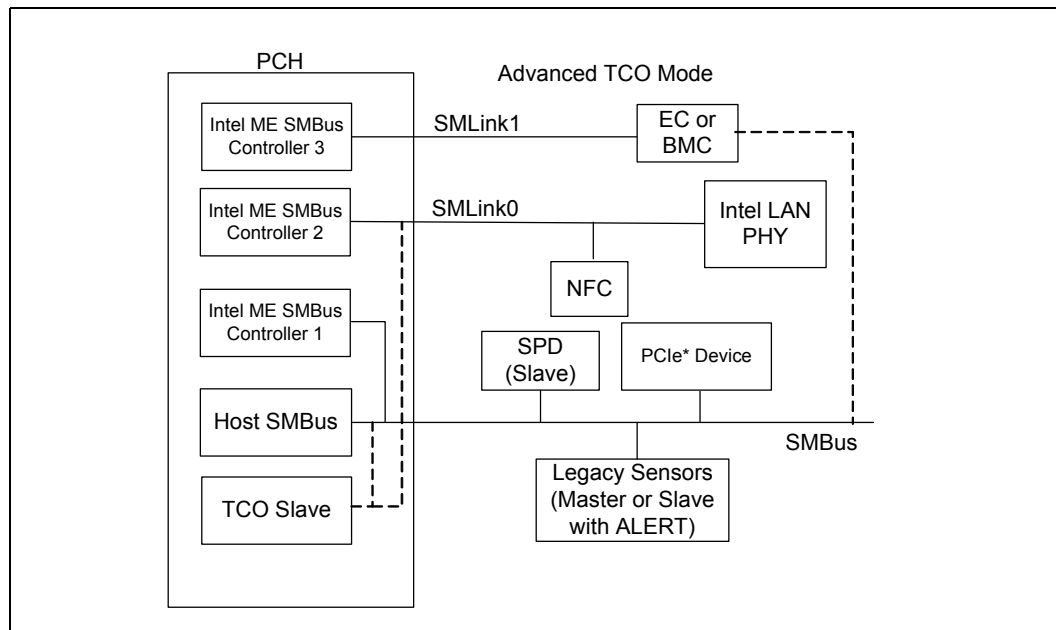 PCH
Advanced TCO Mode
Intel ME SMBus
Controller 3
SMLink1
EC or
BMC
Intel ME SMBus
Controller 2
SMLink0
Intel LAN
PHY
NFC
Intel ME SMBus
Controller 1
SPD
(Slave)
PCIe* Device
Host SMBus
SMBus
Legacy Sensors
(Master or Slave
with ALERT)
TCO Slave